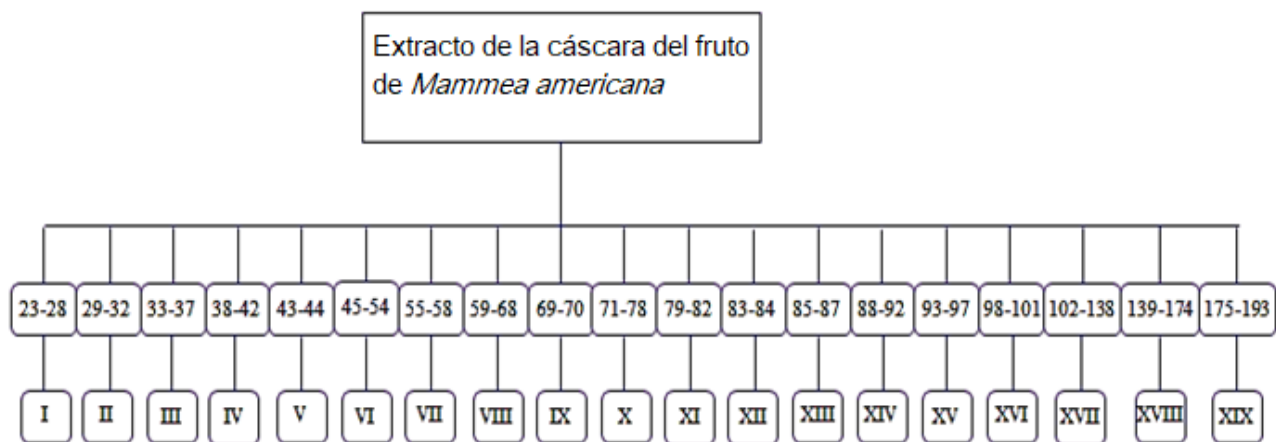 Extracto de la cáscara del fruto
de Mammea americana
23-28 29-32 33-37 38-42 43-44 45-54 55-58 59-68 69-70 71-78 79-82 83-84 85-87 88-92 93-97 98-101 102-138 139-174 175-193
I II III IV V VI VII VIII IX X XI XII XIII XIV XV XVI XVII XVIII XIX